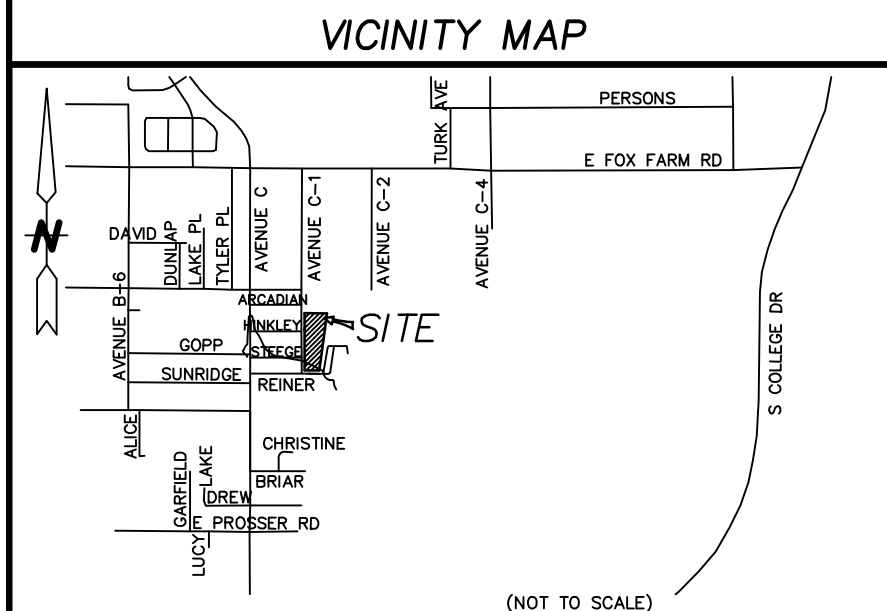 VICINITY MAP
N
TURK AVE
PERSONS
E FOX FARM RD
DAVID
DUNLAP
LAKE PL
TYLER PL
AVENUE C
AVENUE C-1
AVENUE C-2
AVENUE C-4
AVENUE B-6
ARCADIAN
HINKLEY
SITE
GOPP
STEEGE
SUNRIDGE
REINER
S COLLEGE DR
ALICE
CHRISTINE
GARFIELD
LAKE
BRIAR
DREW
E PROSSER RD
LUCY
(NOT TO SCALE)